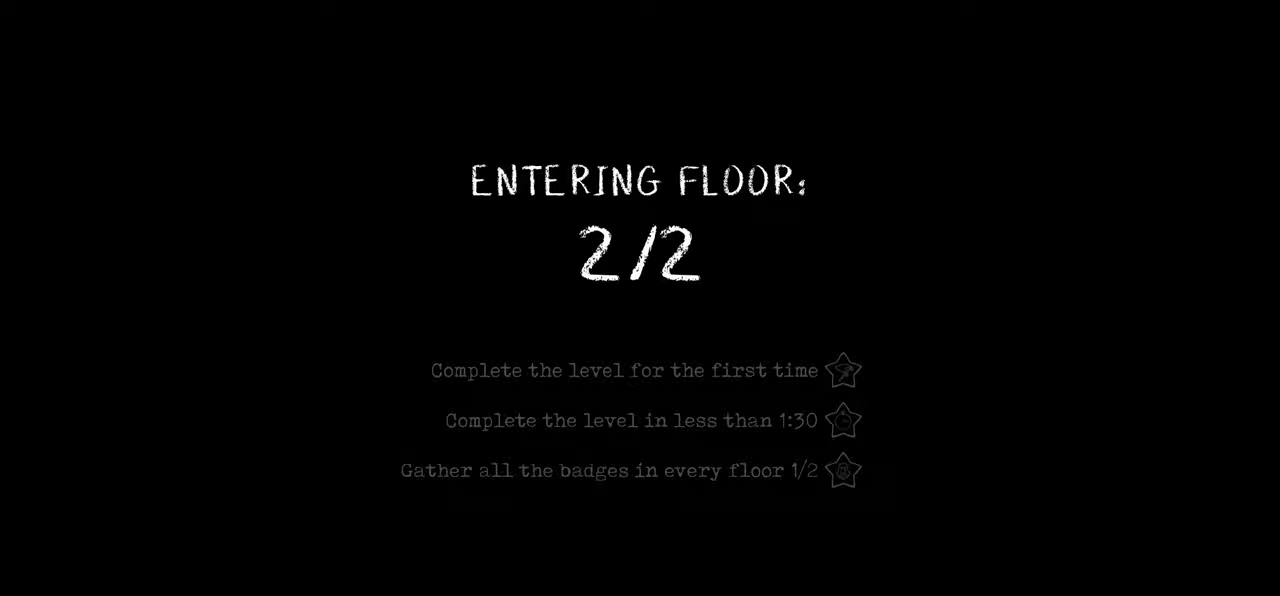 ENTERING FLOOR:
2/2
Complete the level for the first time
Complete the level in less than 1:30
Gather all the badges in every floor 1/2